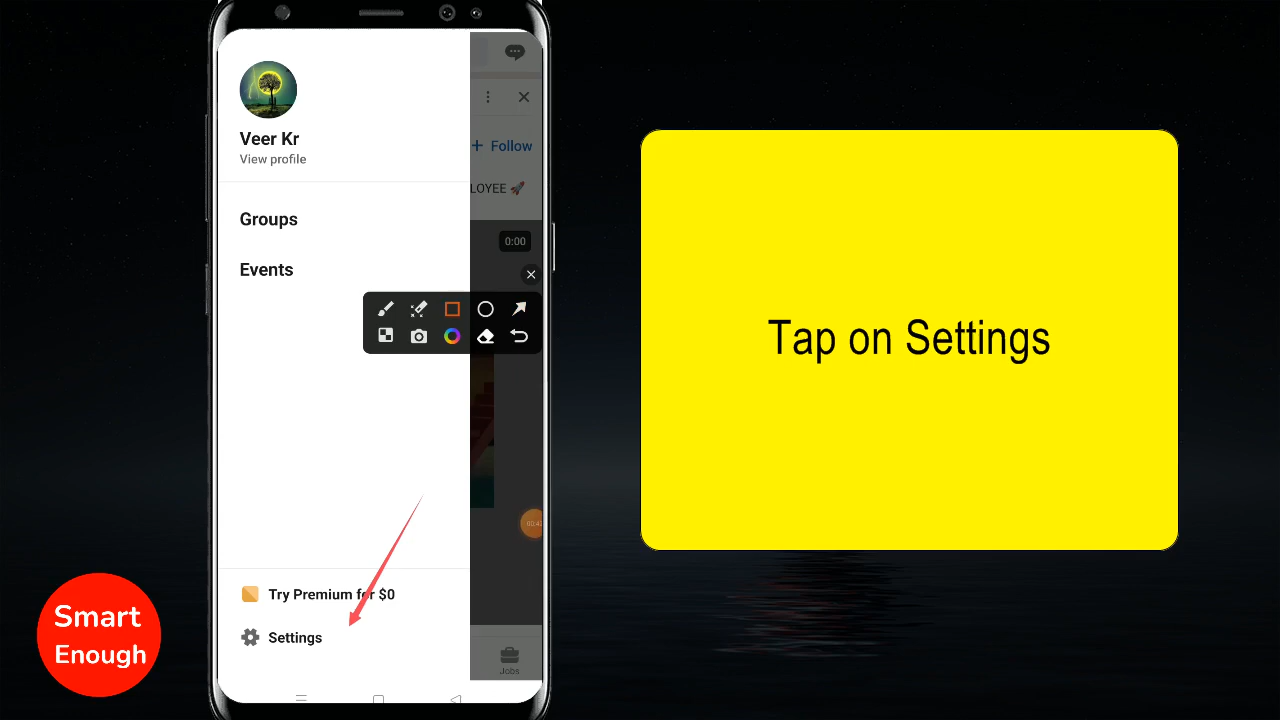 Veer Kr
View profile
+ Follow
LOYEE 🚀
Groups
0:00
Events
Try Premium for $0
Settings
Jobs
Tap on Settings
Smart
Enough